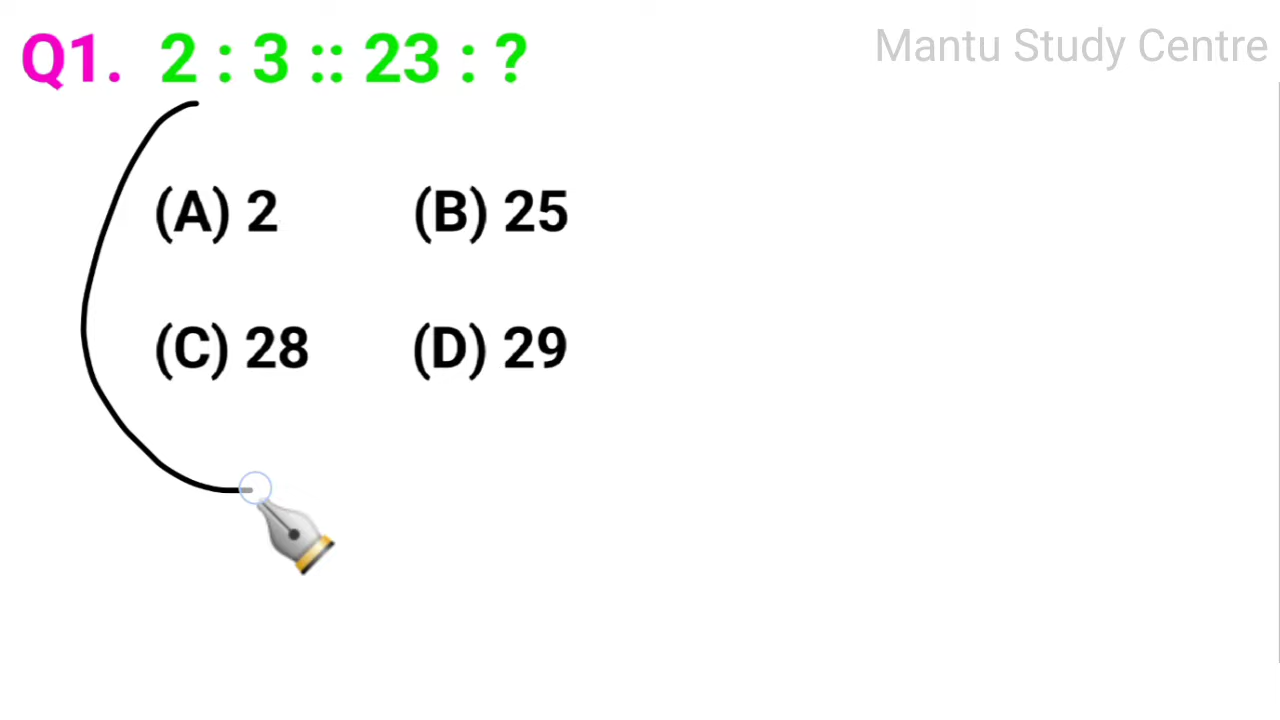 Q1. 2 : 3 :: 23 : ?
Mantu Study Centre
(A) 2 (B) 25
(C) 28 (D) 29